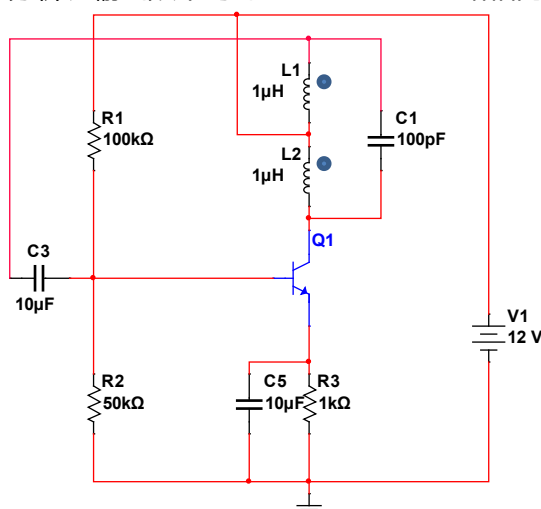 L1
1µH
R1
100kΩ
C1
100pF
L2
1µH
Q1
C3
10µF
V1
12 V
R2
50kΩ
C5
10µF
R3
1kΩ